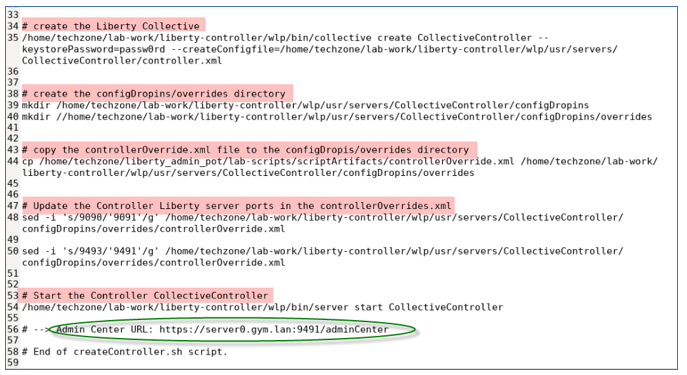 33
34 # create the Liberty Collective
35 /home/techzone/lab-work/liberty-controller/wlp/bin/collective create CollectiveController --
keystorePassword=passw0rd --createConfigfile=/home/techzone/lab-work/liberty-controller/wlp/usr/servers/
CollectiveController/controller.xml
36
37
38 # create the configDropins/overrides directory
39 mkdir /home/techzone/lab-work/liberty-controller/wlp/usr/servers/CollectiveController/configDropins
40 mkdir //home/techzone/lab-work/liberty-controller/wlp/usr/servers/CollectiveController/configDropins/overrides
41
42
43 # copy the controllerOverride.xml file to the configDropis/overrides directory
44 cp /home/techzone/liberty_admin_pot/lab-scripts/scriptArtifacts/controllerOverride.xml /home/techzone/lab-work/
liberty-controller/wlp/usr/servers/CollectiveController/configDropins/overrides
45
46
47 # Update the Controller Liberty server ports in the controllerOverrides.xml
48 sed -i 's/9090/'9091'/g' /home/techzone/lab-work/liberty-controller/wlp/usr/servers/CollectiveController/
configDropins/overrides/controllerOverride.xml
49
50 sed -i 's/9493/'9491'/g' /home/techzone/lab-work/liberty-controller/wlp/usr/servers/CollectiveController/
configDropins/overrides/controllerOverride.xml
51
52
53 # Start the Controller CollectiveController
54 /home/techzone/lab-work/liberty-controller/wlp/bin/server start CollectiveController
55
56 # --> Admin Center URL: https://server0.gym.lan:9491/adminCenter
57
58 # End of createController.sh script.
59